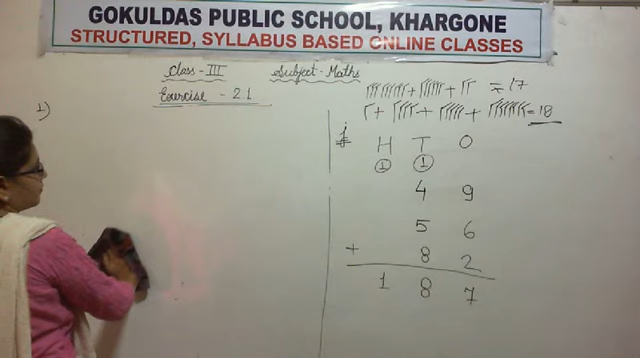 GOKULDAS PUBLIC SCHOOL, KHARGONE
STRUCTURED, SYLLABUS BASED ONLINE CLASSES
Class - III Subject - Maths
Exercise - 2.1
1)
= 17
= 18
H T O
1 1
4 9
5 6
+ 8 2
1 8 7